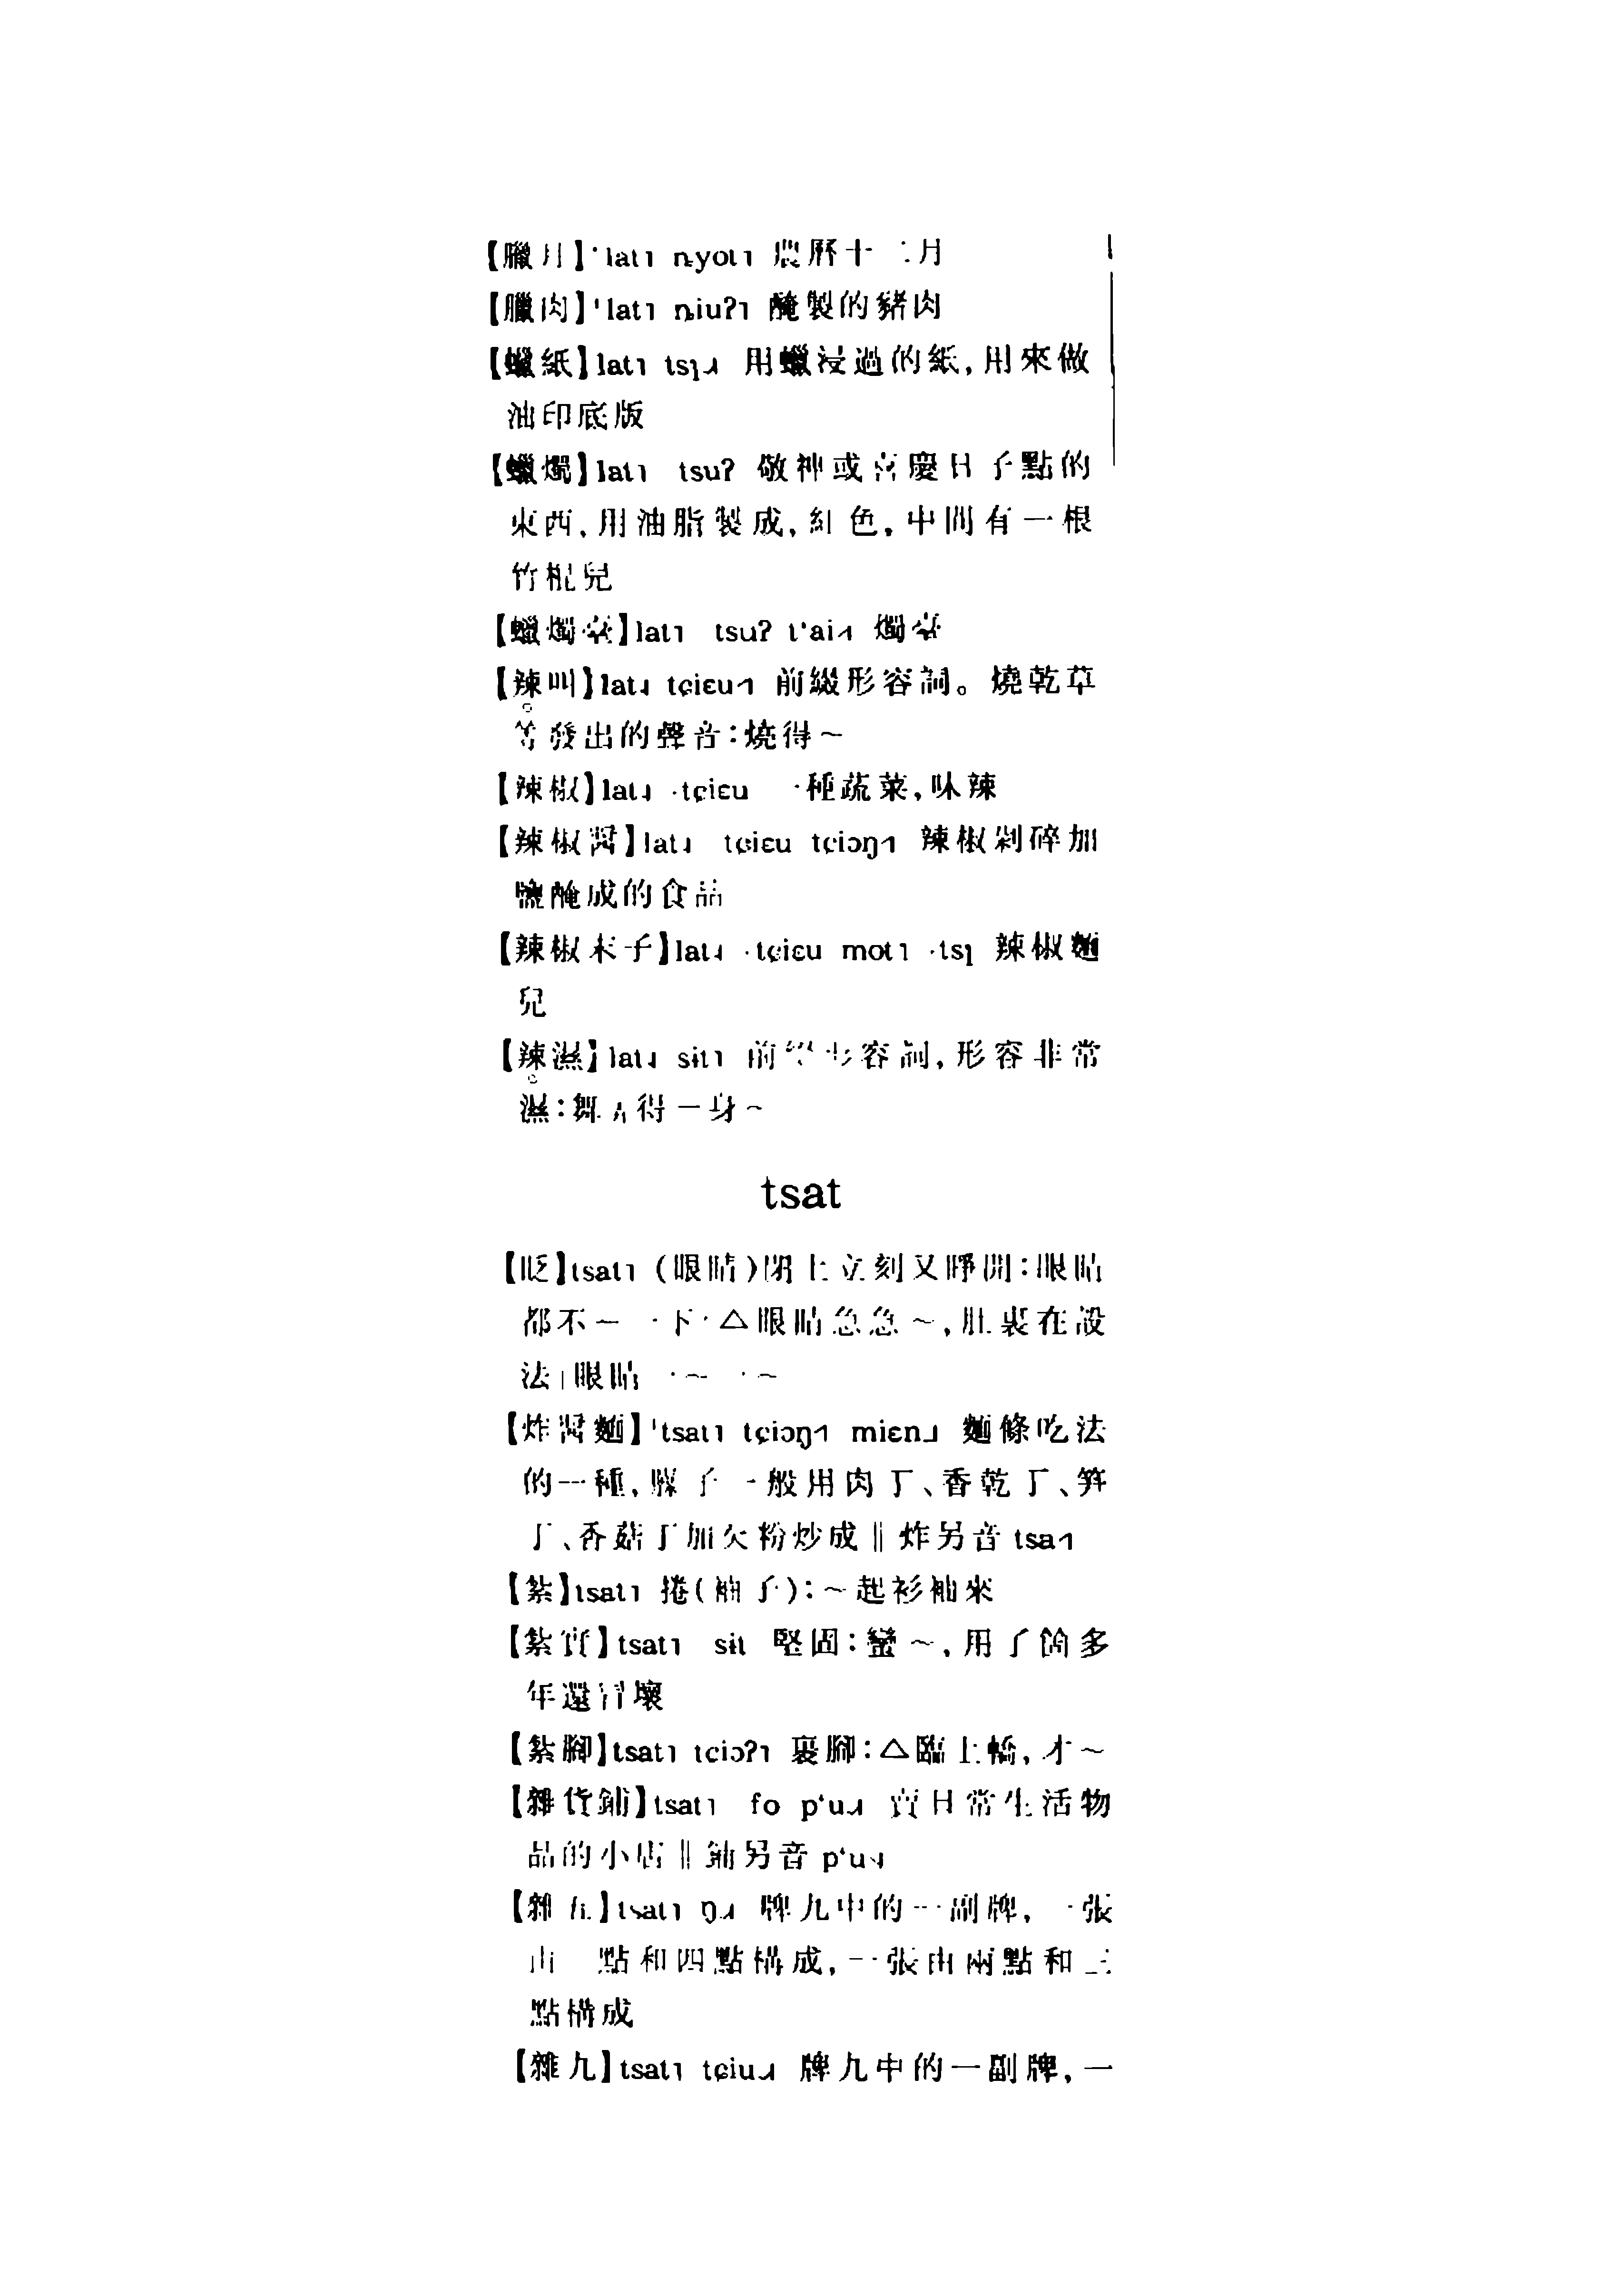 【臘月】ꞌlat˥ ȵyot˥ 農曆十二月
【臘肉】ꞌlat˥ ȵiuʔ˥ 醃製的豬肉
【蠟紙】lat˥ tsɿ˩˧ 用蠟浸過的紙，用來做
油印底版
【蠟燭】lat˥ tsuʔ 敬神或喜慶日子點的
東西，用油脂製成，紅色，中間有一根
竹棍兒
【蠟燭臺】lat˥ tsuʔ tʻai˧˥ 燭臺
【辣叫】lat˩ tɕiɛu˧˥ 前綴形容詞。燒乾草
等發出的聲音：燒得～
【辣椒】lat˩ ·tɕiɛu 一種蔬菜，味辣
【辣椒醬】lat˩ tɕiɛu tɕiɔŋ˧˥ 辣椒剁碎加
鹽醃成的食品
【辣椒末子】lat˩ ·tɕiɛu mot˥ ·tsɿ 辣椒麵
兒
【辣濕】lat˩ sit˥ 前綴形容詞，形容非常
濕：舞得一身～
tsat
【眨】tsat˥ （眼睛）閉上立刻又睜開：眼睛
都不～一下·△眼睛急急～，肚裏在設
法|眼睛一～一～
【炸醬麵】ꞌtsat˥ tɕiɔŋ˧˥ miɛn˩ 麵條吃法
的一種，臊子一般用肉丁、香乾丁、笋
丁、香菇丁加欠粉炒成‖炸另音 tsa˧˥
【紮】tsat˥ 捲（袖子）：～起衫袖來
【紮實】tsat˥ sit 堅固：蠻～，用了箇多
年還冒壞
【紮腳】tsat˥ tɕiɔʔ˥ 裹腳：△臨上轎，才～
【雜貨鋪】tsat˥ fo pʻu˩˧ 賣日常生活物
品的小店‖鋪另音 pʻu˨˧
【雜五】tsat˥ ŋ˩˧ 牌九中的一副牌，一張
由一點和四點構成，一張由兩點和三
點構成
【雜九】tsat˥ tɕiu˩˧ 牌九中的一副牌，一